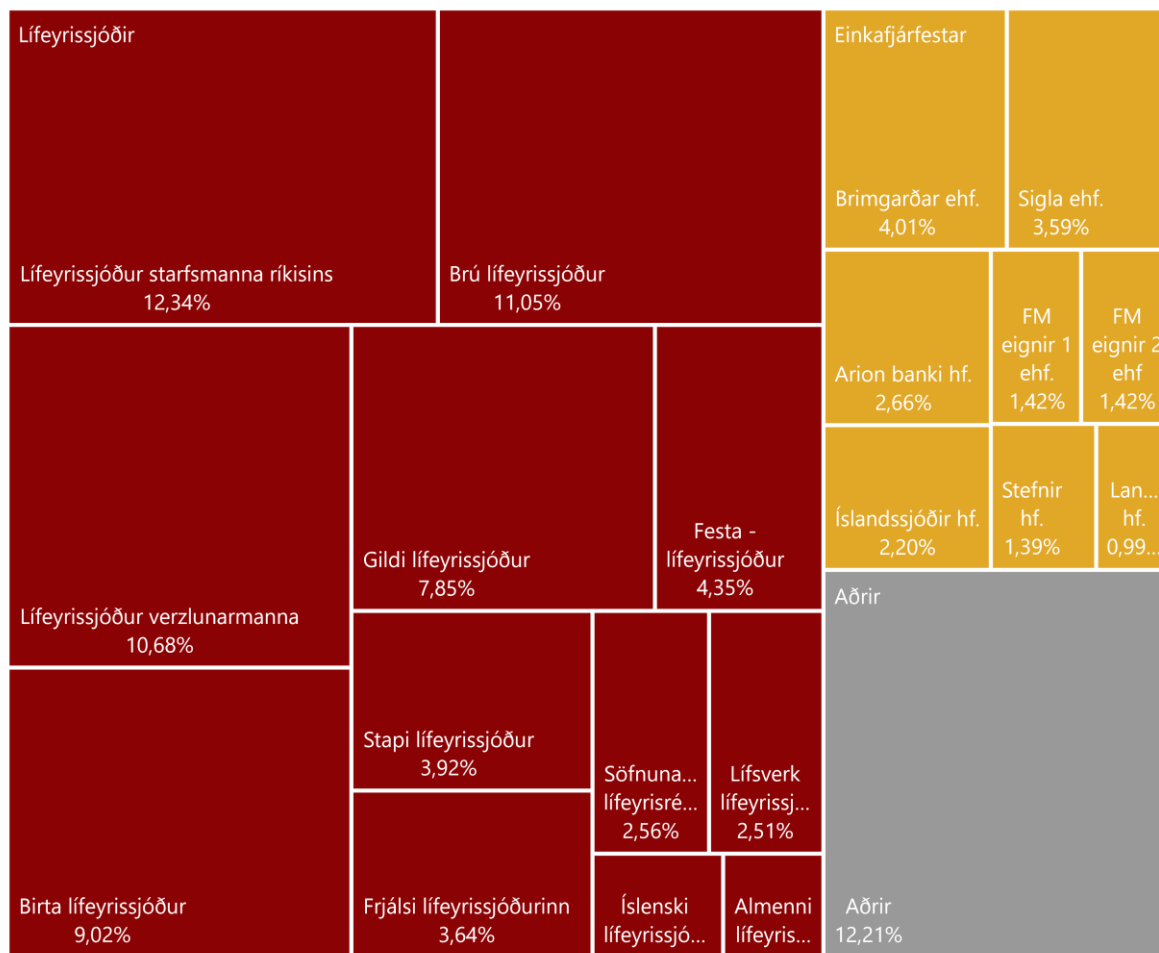 Lífeyrissjóðir
Lífeyrissjóður starfsmanna ríkisins
12,34%
Brú lífeyrissjóður
11,05%
Lífeyrissjóður verzlunarmanna
10,68%
Birta lífeyrissjóður
9,02%
Gildi lífeyrissjóður
7,85%
Festa -
lífeyrissjóður
4,35%
Stapi lífeyrissjóður
3,92%
Frjálsi lífeyrissjóðurinn
3,64%
Söfnuna...
lífeyrisré...
2,56%
Lífsverk
lífeyrissj...
2,51%
Íslenski
lífeyrissjó...
Almenni
lífeyris...
Einkafjárfestar
Brimgarðar ehf.
4,01%
Sigla ehf.
3,59%
Arion banki hf.
2,66%
FM
eignir 1
ehf.
1,42%
FM
eignir 2
ehf
1,42%
Íslandssjóðir hf.
2,20%
Stefnir
hf.
1,39%
Lan...
hf.
0,99...
Aðrir
Aðrir
12,21%